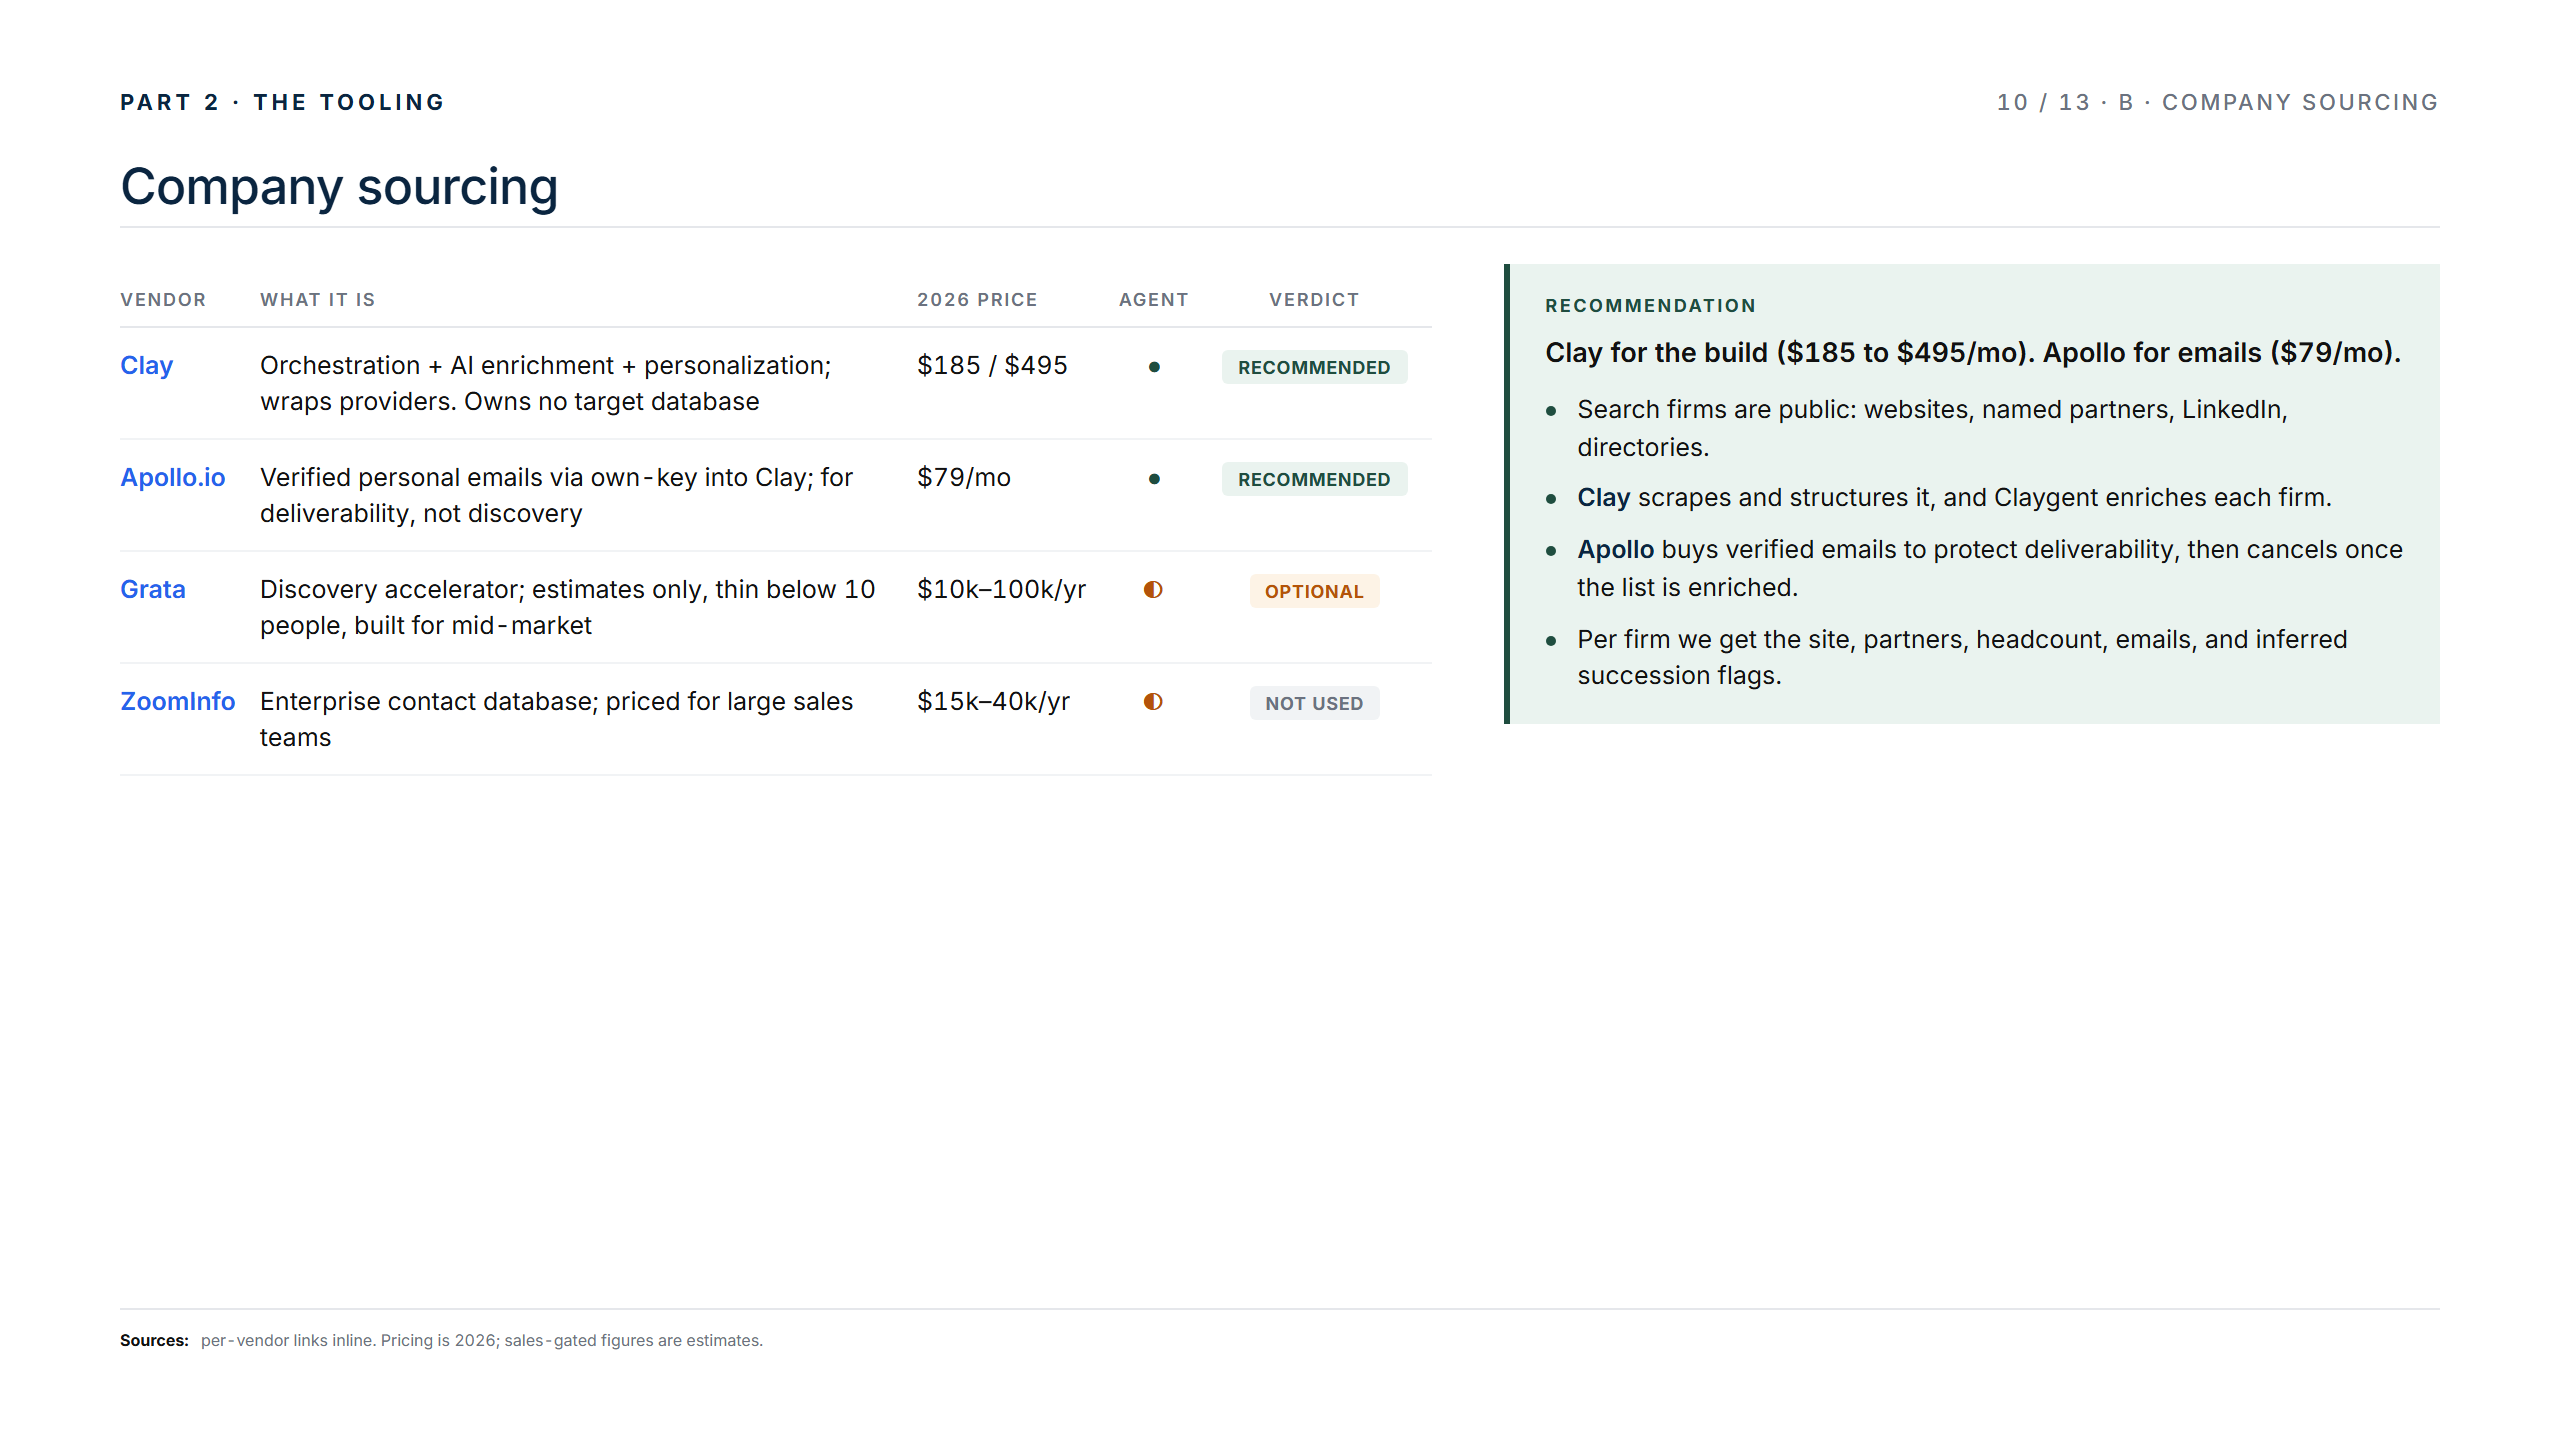 PART 2 · THE TOOLING
10 / 13 · B · COMPANY SOURCING
Company sourcing
VENDOR WHAT IT IS 2026 PRICE AGENT VERDICT
Clay Orchestration + AI enrichment + personalization; $185 / $495 ● RECOMMENDED
wraps providers. Owns no target database
Apollo.io Verified personal emails via own-key into Clay; for $79/mo ● RECOMMENDED
deliverability, not discovery
Grata Discovery accelerator; estimates only, thin below 10 $10k–100k/yr ◐ OPTIONAL
people, built for mid-market
ZoomInfo Enterprise contact database; priced for large sales $15k–40k/yr ◐ NOT USED
teams
RECOMMENDATION
Clay for the build ($185 to $495/mo). Apollo for emails ($79/mo).
● Search firms are public: websites, named partners, LinkedIn,
directories.
● Clay scrapes and structures it, and Claygent enriches each firm.
● Apollo buys verified emails to protect deliverability, then cancels once
the list is enriched.
● Per firm we get the site, partners, headcount, emails, and inferred
succession flags.
Sources: per-vendor links inline. Pricing is 2026; sales-gated figures are estimates.